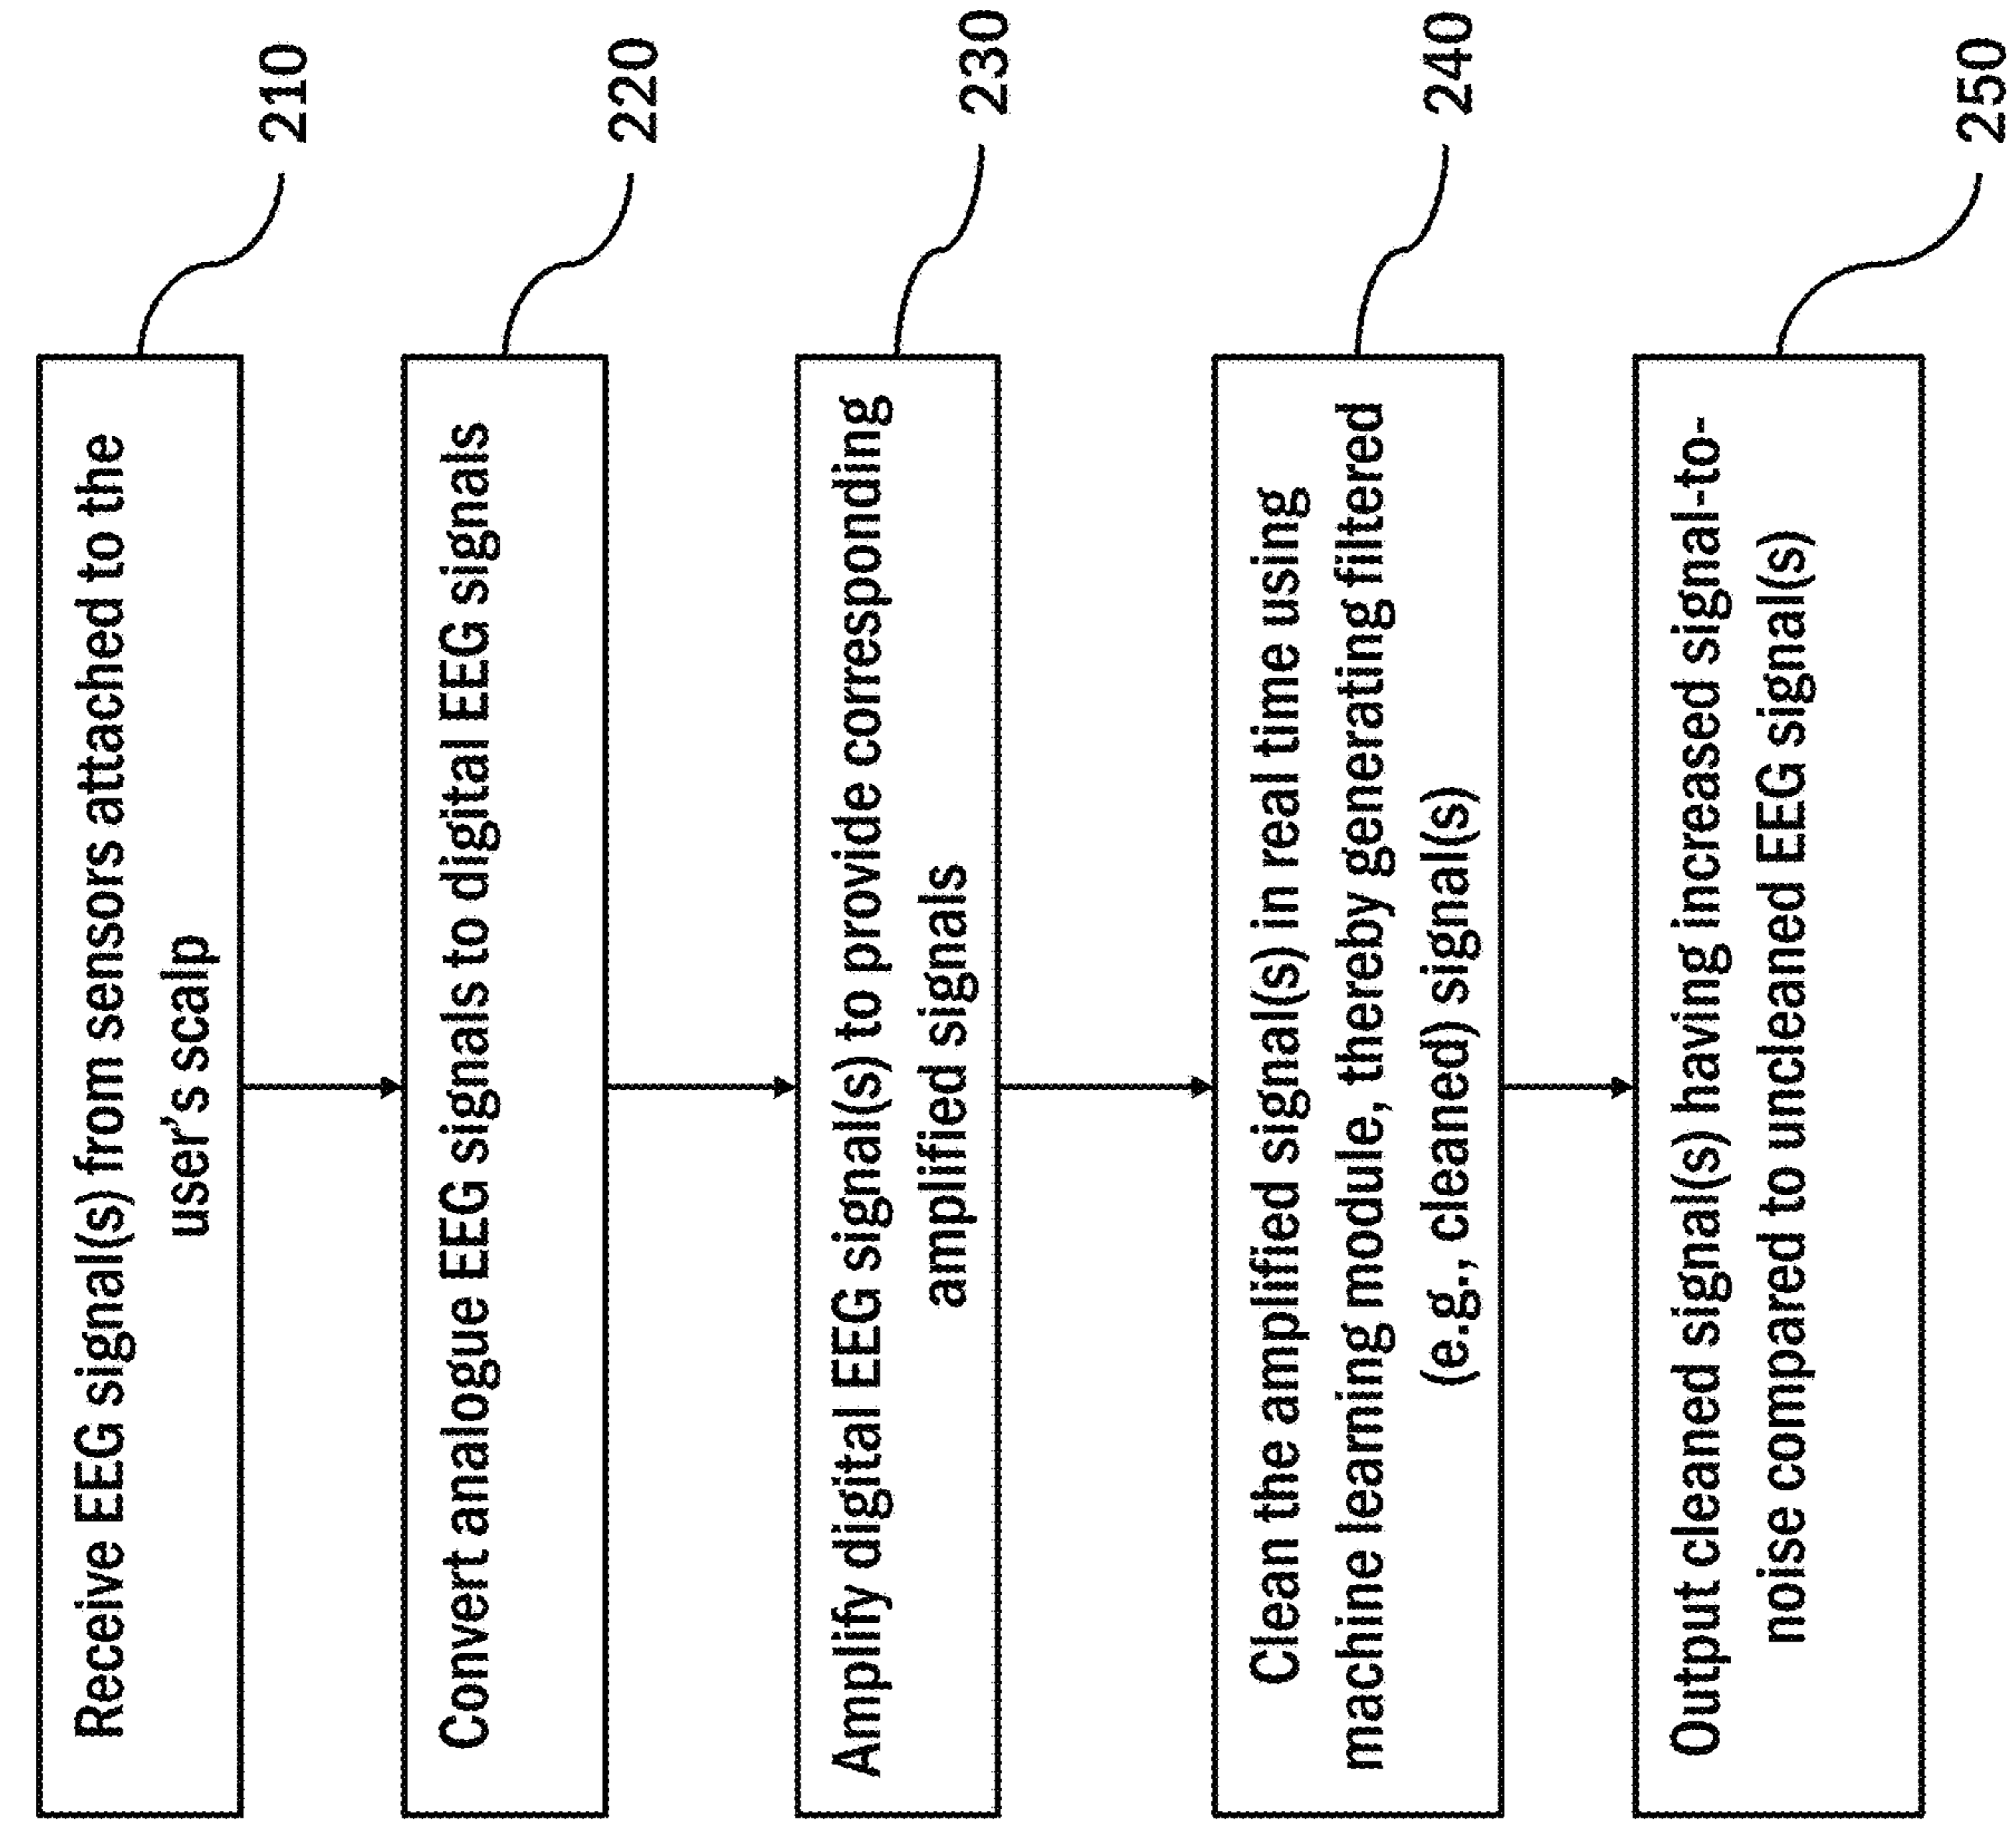 Receive EEG signal(s) from sensors attached to the
user's scalp
210
Convert analogue EEG signals to digital EEG signals
220
Amplify digital EEG signal(s) to provide corresponding
amplified signals
230
Clean the amplified signal(s) in real time using
machine learning module, thereby generating filtered
(e.g., cleaned) signal(s)
240
Output cleaned signal(s) having increased signal-to-
noise compared to uncleaned EEG signal(s)
250